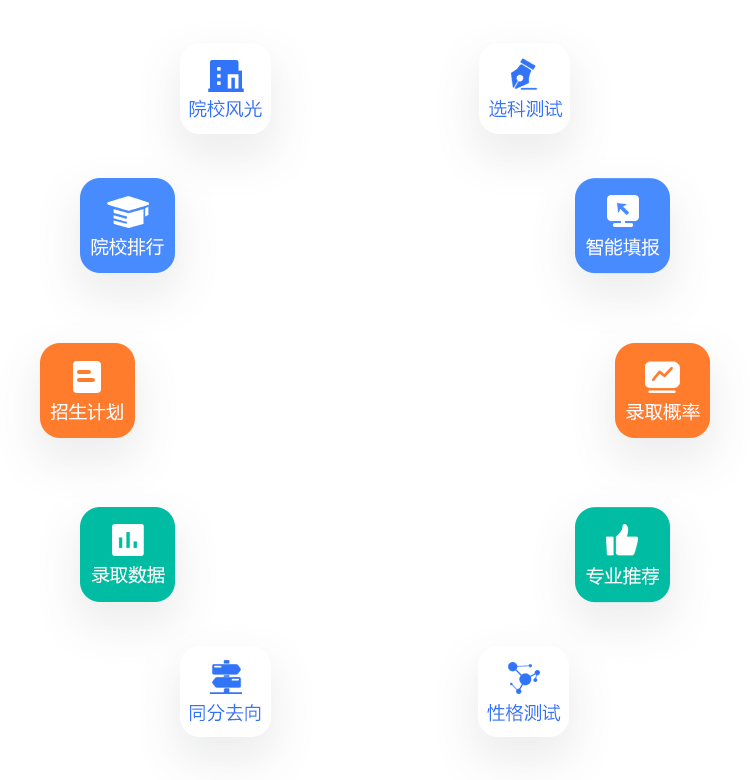 院校风光
选科测试
院校排行
智能填报
招生计划
录取概率
录取数据
专业推荐
同分去向
性格测试